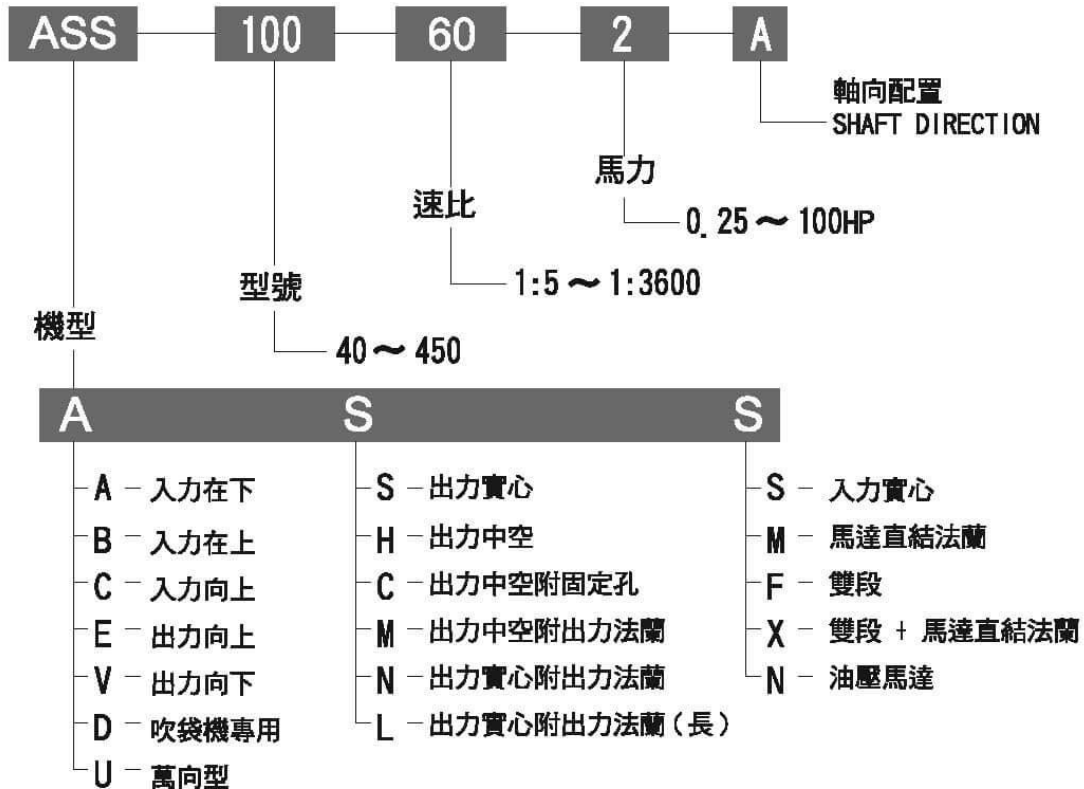 ASS 100 60 2 A
軸向配置
SHAFT DIRECTION
馬力
0.25～100HP
速比
1:5～1:3600
型號
40～450
機型
A S S
A － 入力在下
B － 入力在上
C － 入力向上
E － 出力向上
V － 出力向下
D － 吹袋機專用
U － 萬向型
S － 出力實心
H － 出力中空
C － 出力中空附固定孔
M － 出力中空附出力法蘭
N － 出力實心附出力法蘭
L － 出力實心附出力法蘭(長)
S － 入力實心
M － 馬達直結法蘭
F － 雙段
X － 雙段 + 馬達直結法蘭
N － 油壓馬達